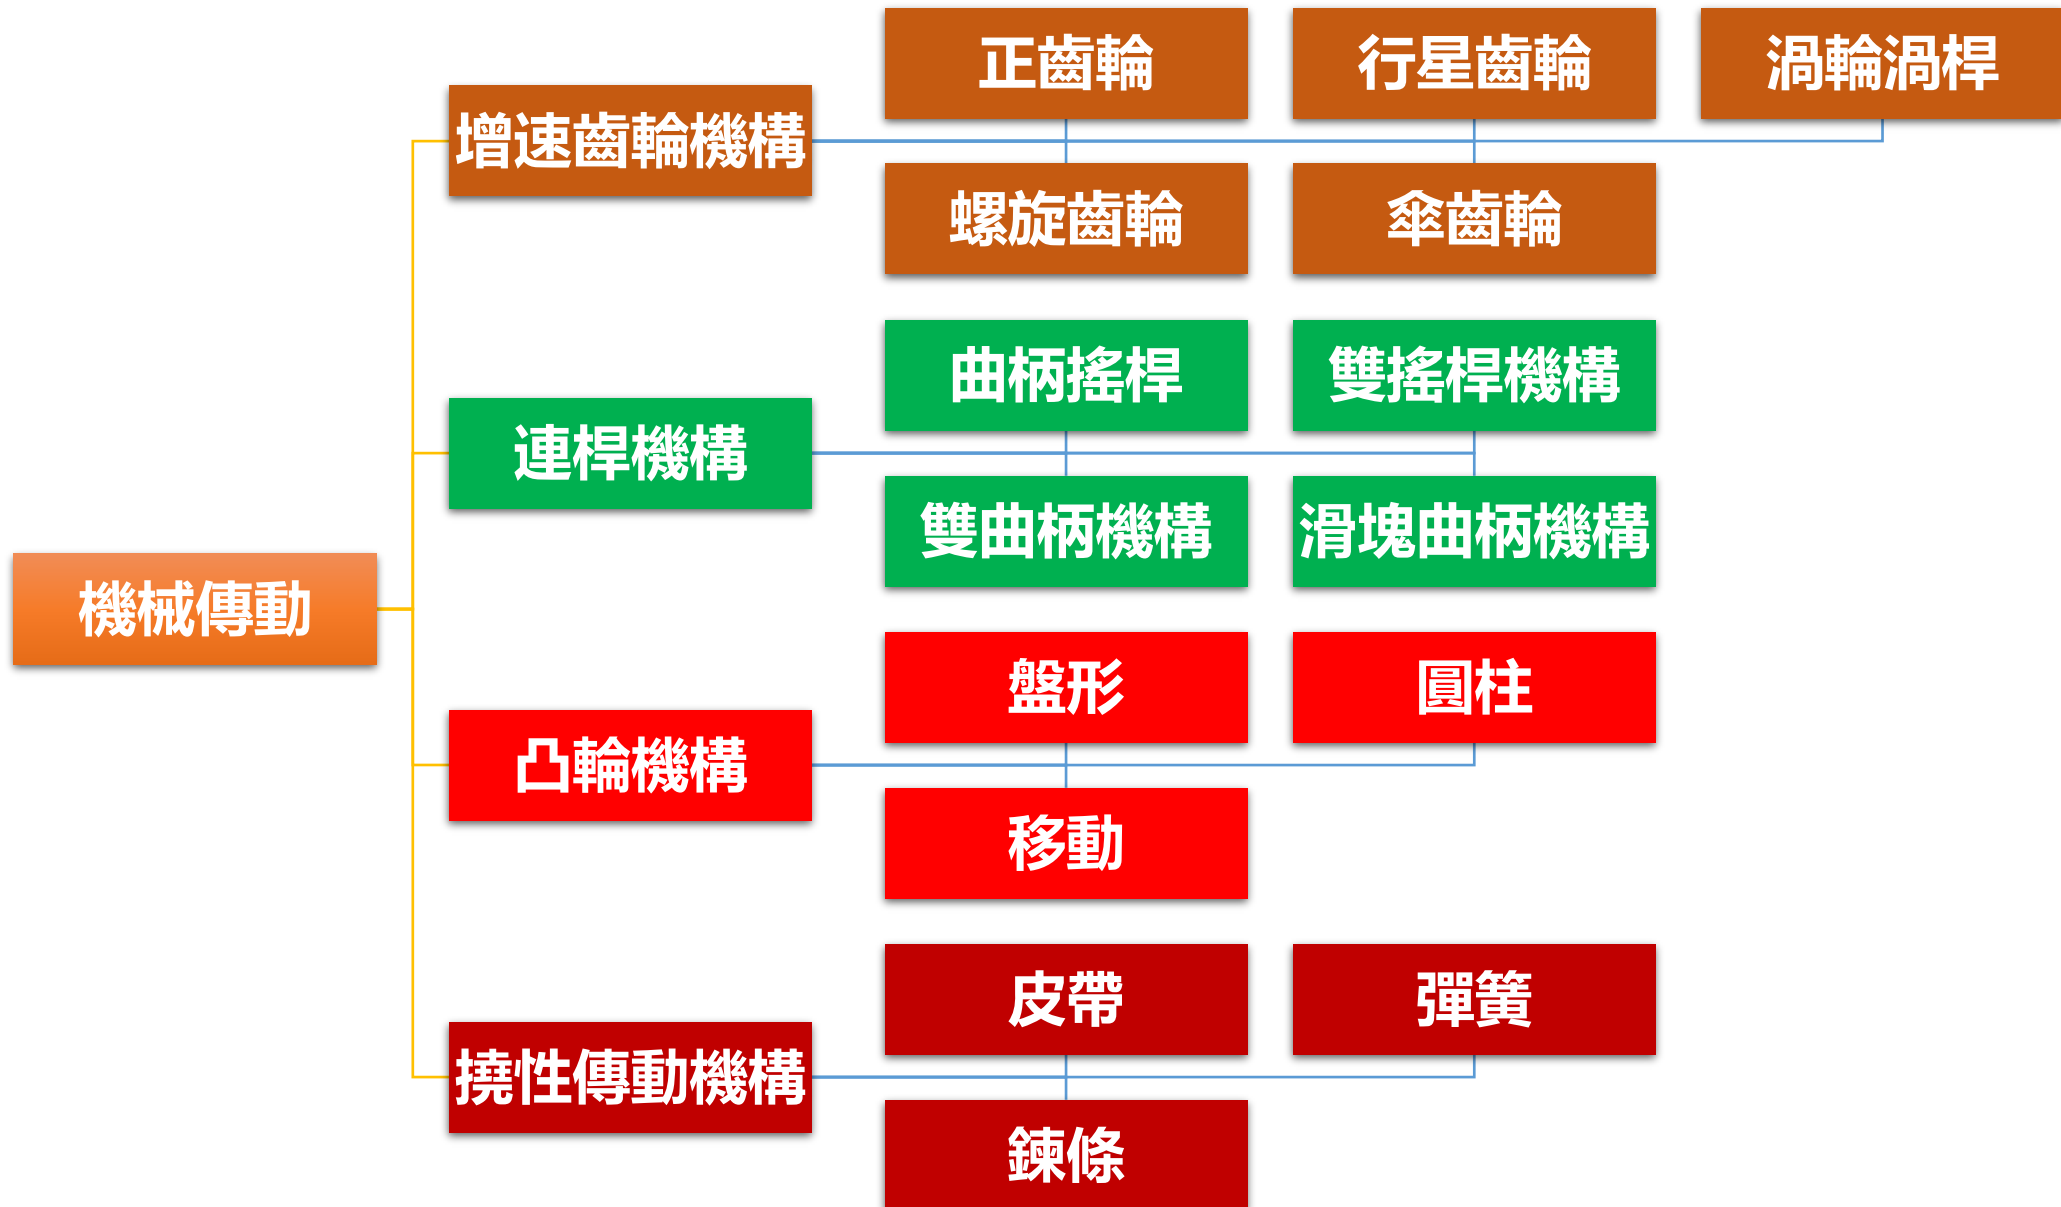 機械傳動
增速齒輪機構
正齒輪
行星齒輪
渦輪渦桿
螺旋齒輪
傘齒輪
連桿機構
曲柄搖桿
雙搖桿機構
雙曲柄機構
滑塊曲柄機構
凸輪機構
盤形
圓柱
移動
撓性傳動機構
皮帶
彈簧
鍊條